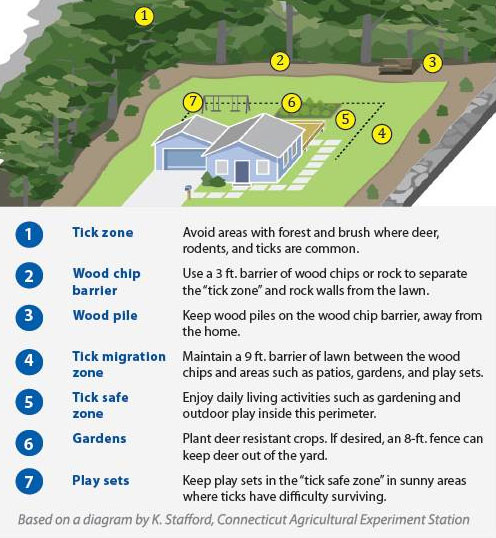 1
2
3
7
6
5
4
1 Tick zone Avoid areas with forest and brush where deer,
rodents, and ticks are common.
2 Wood chip Use a 3 ft. barrier of wood chips or rock to separate
barrier the “tick zone” and rock walls from the lawn.
3 Wood pile Keep wood piles on the wood chip barrier, away from
the home.
4 Tick migration Maintain a 9 ft. barrier of lawn between the wood
zone chips and areas such as patios, gardens, and play sets.
5 Tick safe Enjoy daily living activities such as gardening and
zone outdoor play inside this perimeter.
6 Gardens Plant deer resistant crops. If desired, an 8-ft. fence can
keep deer out of the yard.
7 Play sets Keep play sets in the “tick safe zone” in sunny areas
where ticks have difficulty surviving.
Based on a diagram by K. Stafford, Connecticut Agricultural Experiment Station